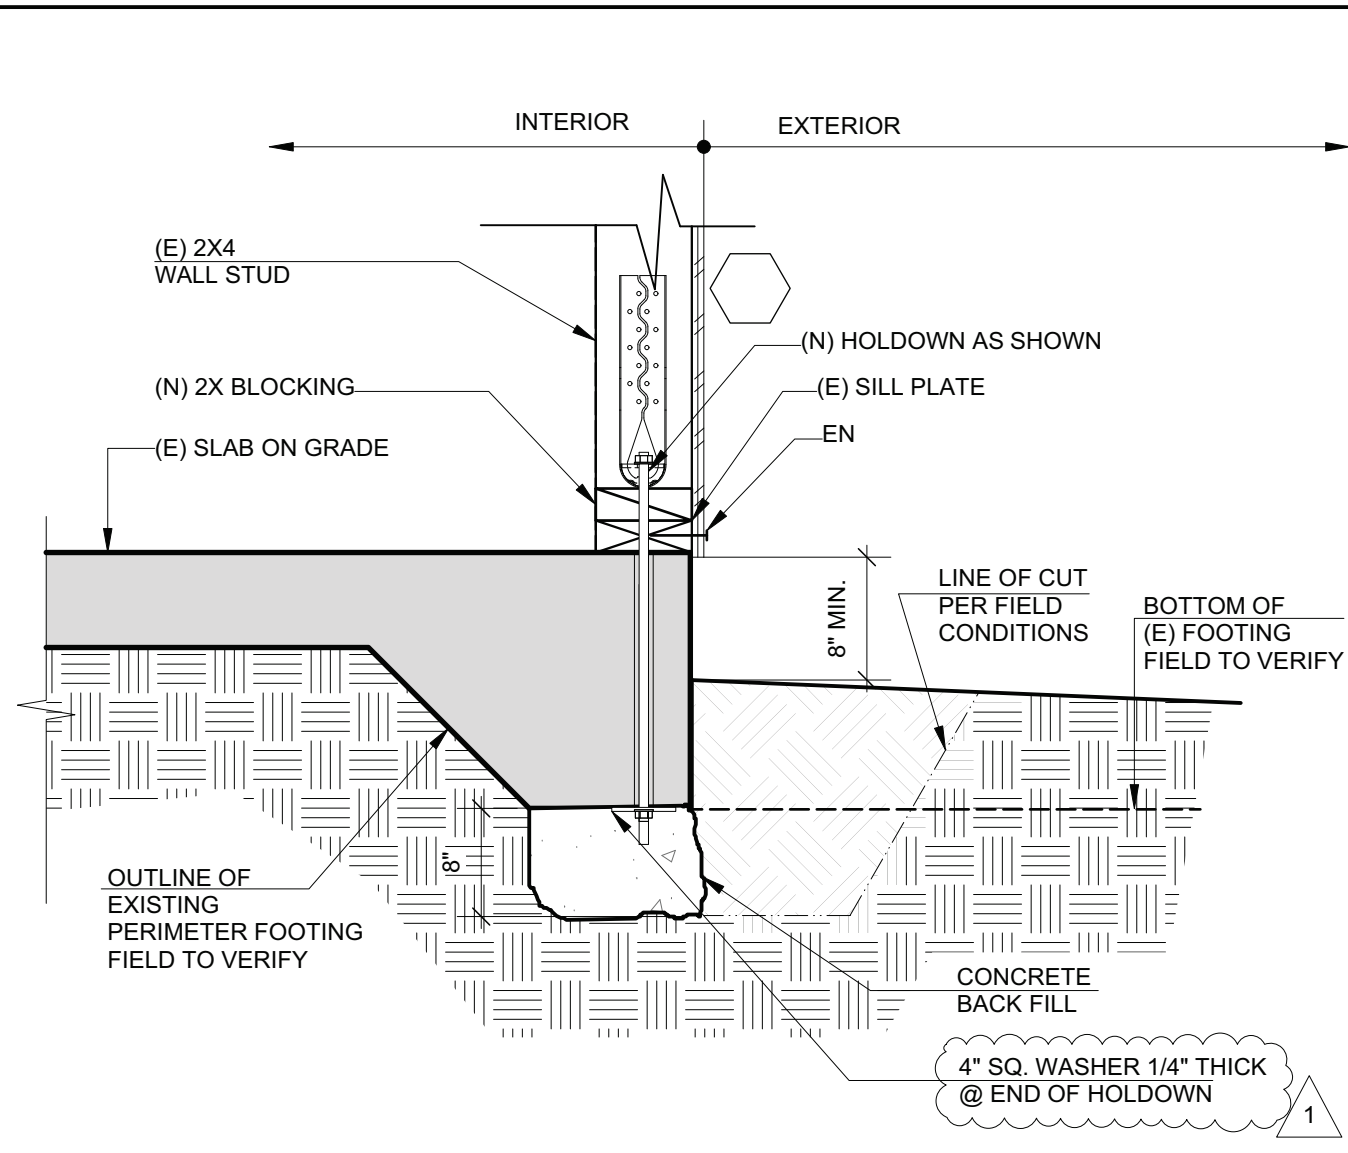 INTERIOR
EXTERIOR
(E) 2X4
WALL STUD
(N) HOLDOWN AS SHOWN
(N) 2X BLOCKING
(E) SILL PLATE
EN
(E) SLAB ON GRADE
8" MIN.
LINE OF CUT
PER FIELD
CONDITIONS
BOTTOM OF
(E) FOOTING
FIELD TO VERIFY
8"
OUTLINE OF
EXISTING
PERIMETER FOOTING
FIELD TO VERIFY
CONCRETE
BACK FILL
4" SQ. WASHER 1/4" THICK
@ END OF HOLDOWN
1